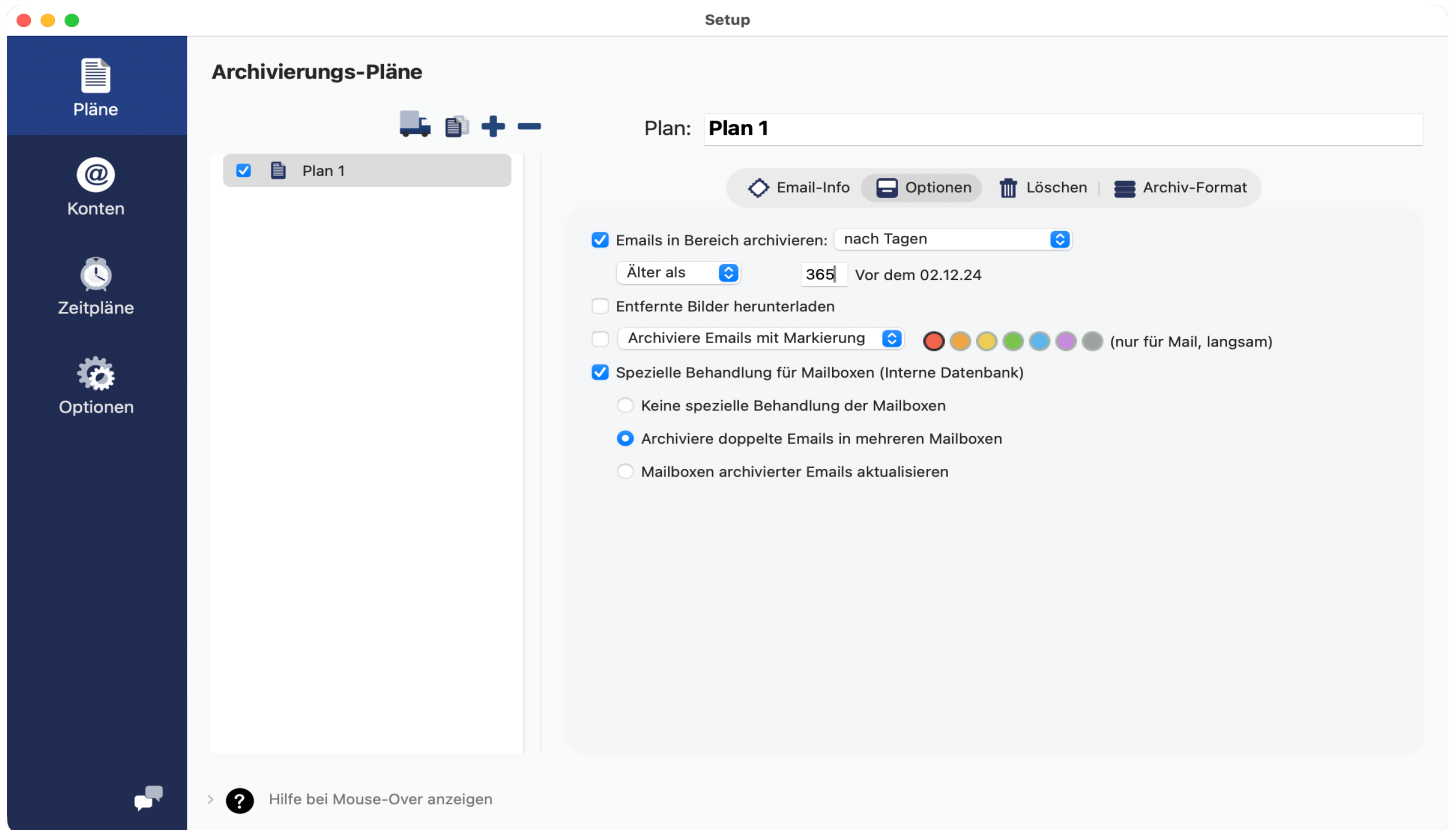 Setup
Pläne
Konten
Zeitpläne
Optionen
Archivierungs-Pläne
Plan 1
Plan: Plan 1
Email-Info Optionen Löschen Archiv-Format
Emails in Bereich archivieren: nach Tagen
Älter als 365 Vor dem 02.12.24
Entfernte Bilder herunterladen
Archiviere Emails mit Markierung (nur für Mail, langsam)
Spezielle Behandlung für Mailboxen (Interne Datenbank)
Keine spezielle Behandlung der Mailboxen
Archiviere doppelte Emails in mehreren Mailboxen
Mailboxen archivierter Emails aktualisieren
? Hilfe bei Mouse-Over anzeigen